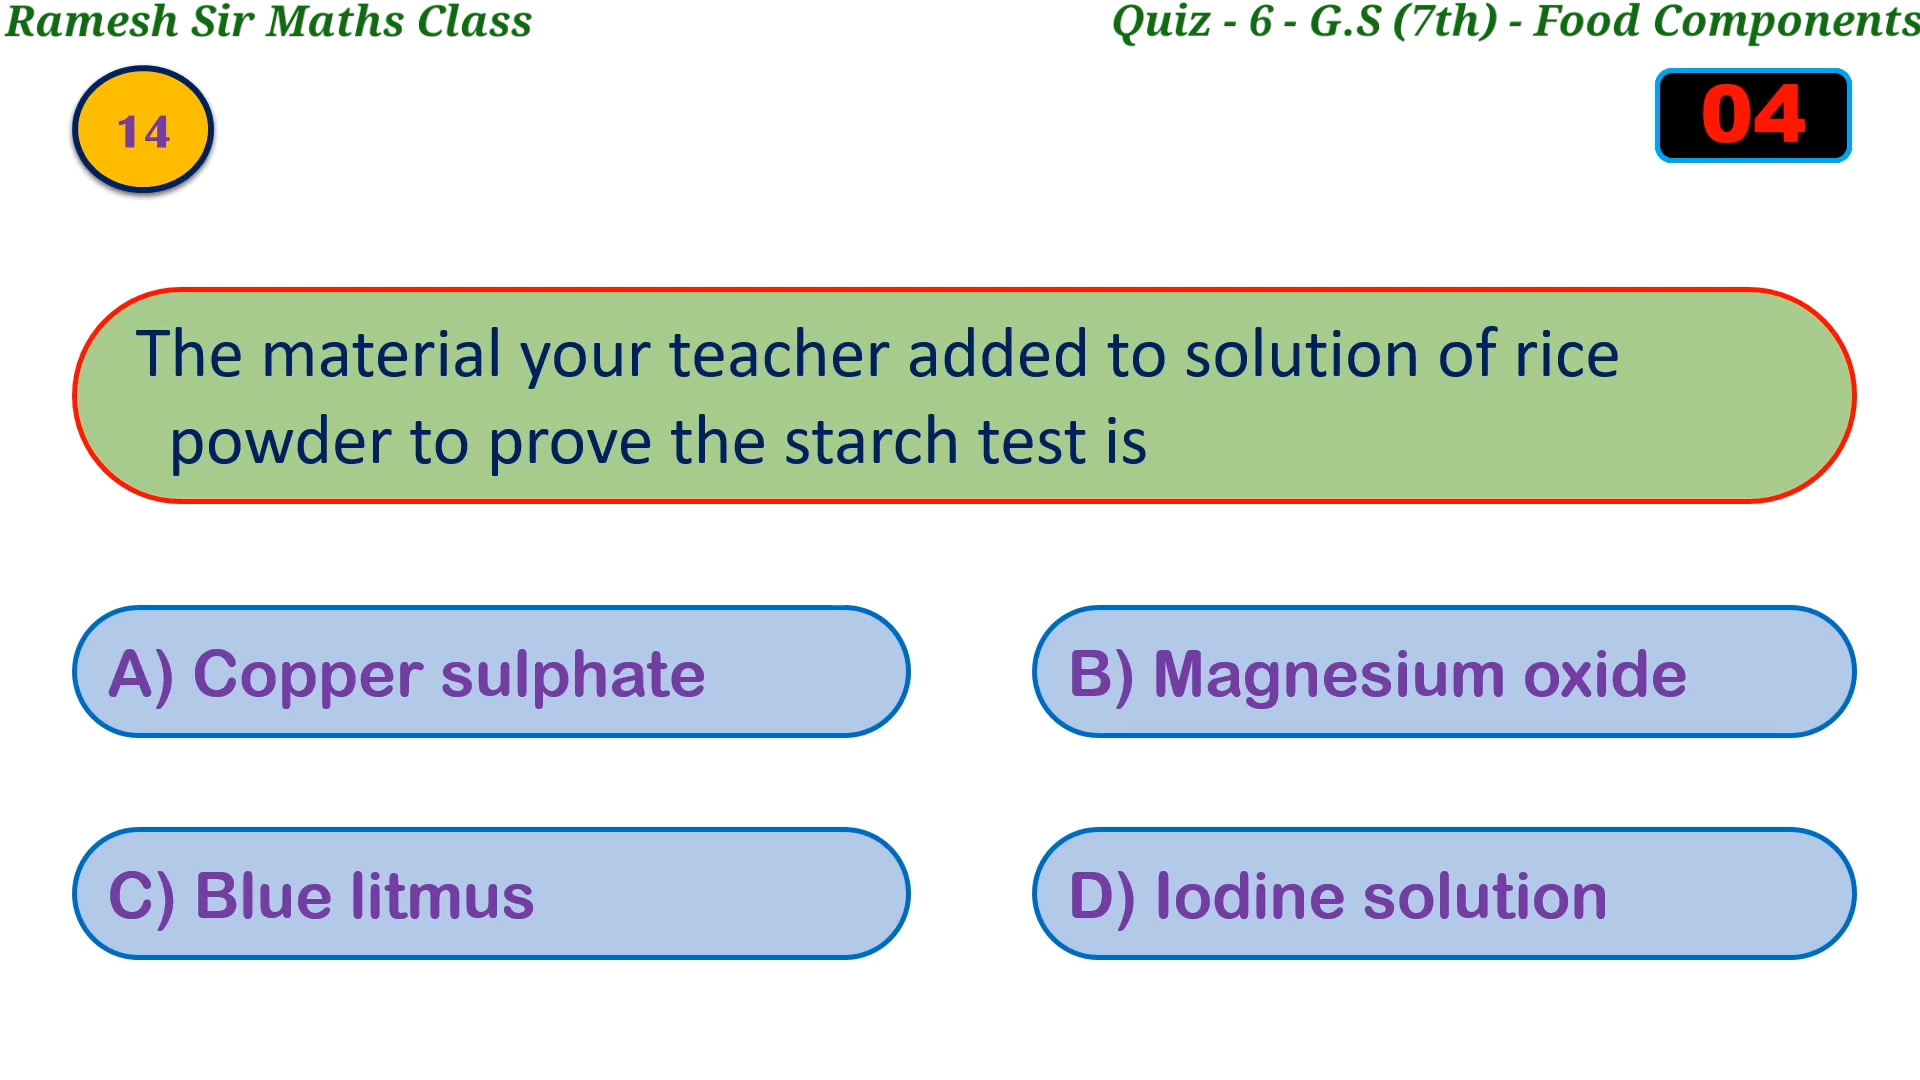 Ramesh Sir Maths Class
Quiz - 6 - G.S (7th) - Food Components
14
04
The material your teacher added to solution of rice
powder to prove the starch test is
A) Copper sulphate
B) Magnesium oxide
C) Blue litmus
D) Iodine solution